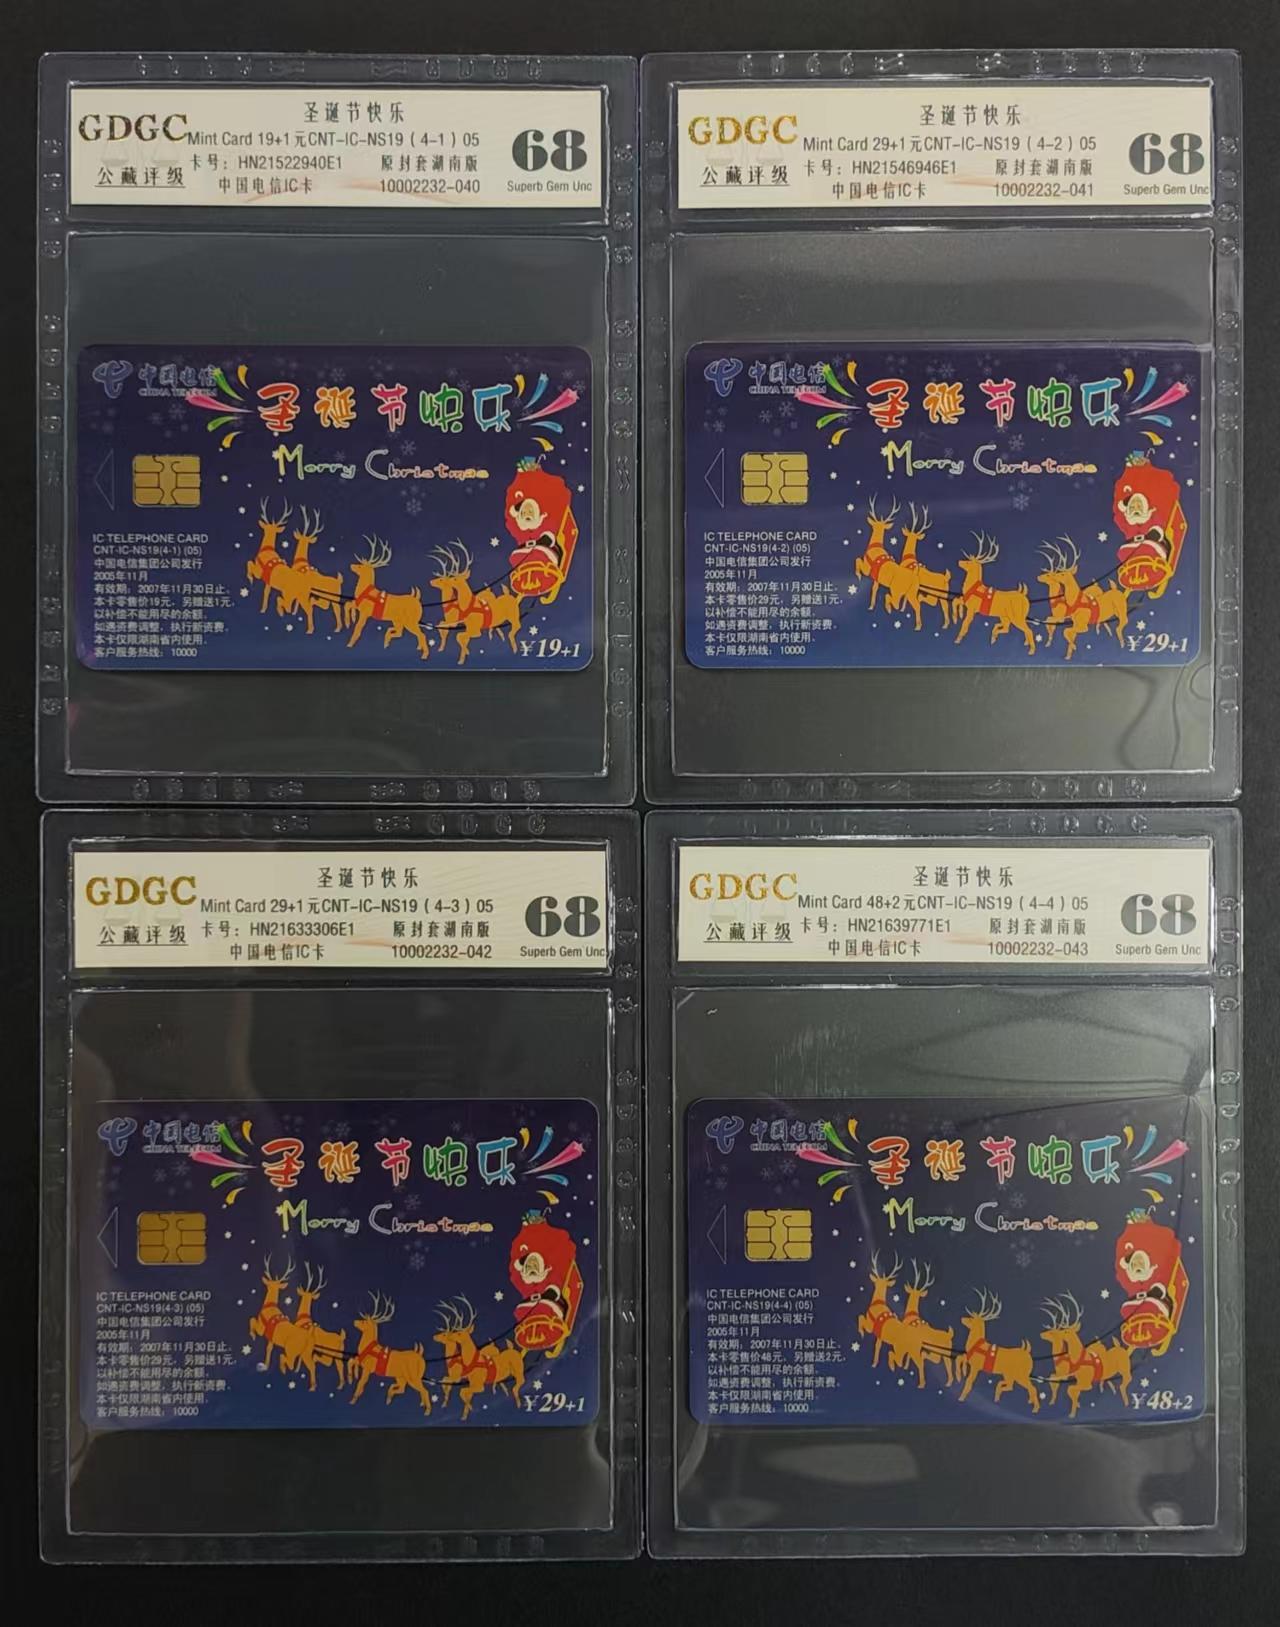 圣诞节快乐
GDGC
Mint Card 19+1元CNT-IC-NS19（4-1）05
68
卡号：HN21522940E1 原封套湖南版
公藏评级
中国电信IC卡 10002232-040
Superb Gem Unc
中国电信
CHINA TELECOM
圣诞节快乐
Merry Christmas
IC TELEPHONE CARD
CNT-IC-NS19(4-1) (05)
中国电信集团公司发行
2005年11月
有效期：2007年11月30日止。
本卡零售价19元，另赠送1元，
以补偿不能用尽的余额。
如遇资费调整，执行新资费。
本卡仅限湖南省内使用。
客户服务热线：10000
¥19+1
圣诞节快乐
GDGC
Mint Card 29+1元CNT-IC-NS19（4-2）05
68
卡号：HN21546946E1 原封套湖南版
公藏评级
中国电信IC卡 10002232-041
Superb Gem Unc
中国电信
CHINA TELECOM
圣诞节快乐
Merry Christmas
IC TELEPHONE CARD
CNT-IC-NS19(4-2) (05)
中国电信集团公司发行
2005年11月
有效期：2007年11月30日止。
本卡零售价29元，另赠送1元，
以补偿不能用尽的余额。
如遇资费调整，执行新资费。
本卡仅限湖南省内使用。
客户服务热线：10000
¥29+1
圣诞节快乐
GDGC
Mint Card 29+1元CNT-IC-NS19（4-3）05
68
卡号：HN21633306E1 原封套湖南版
公藏评级
中国电信IC卡 10002232-042
Superb Gem Unc
中国电信
CHINA TELECOM
圣诞节快乐
Merry Christmas
IC TELEPHONE CARD
CNT-IC-NS19(4-3) (05)
中国电信集团公司发行
2005年11月
有效期：2007年11月30日止。
本卡零售价29元，另赠送1元，
以补偿不能用尽的余额。
如遇资费调整，执行新资费。
本卡仅限湖南省内使用。
客户服务热线：10000
¥29+1
圣诞节快乐
GDGC
Mint Card 48+2元CNT-IC-NS19（4-4）05
68
卡号：HN21639771E1 原封套湖南版
公藏评级
中国电信IC卡 10002232-043
Superb Gem Unc
中国电信
CHINA TELECOM
圣诞节快乐
Merry Christmas
IC TELEPHONE CARD
CNT-IC-NS19(4-4) (05)
中国电信集团公司发行
2005年11月
有效期：2007年11月30日止。
本卡零售价48元，另赠送2元，
以补偿不能用尽的余额。
如遇资费调整，执行新资费。
本卡仅限湖南省内使用。
客户服务热线：10000
¥48+2